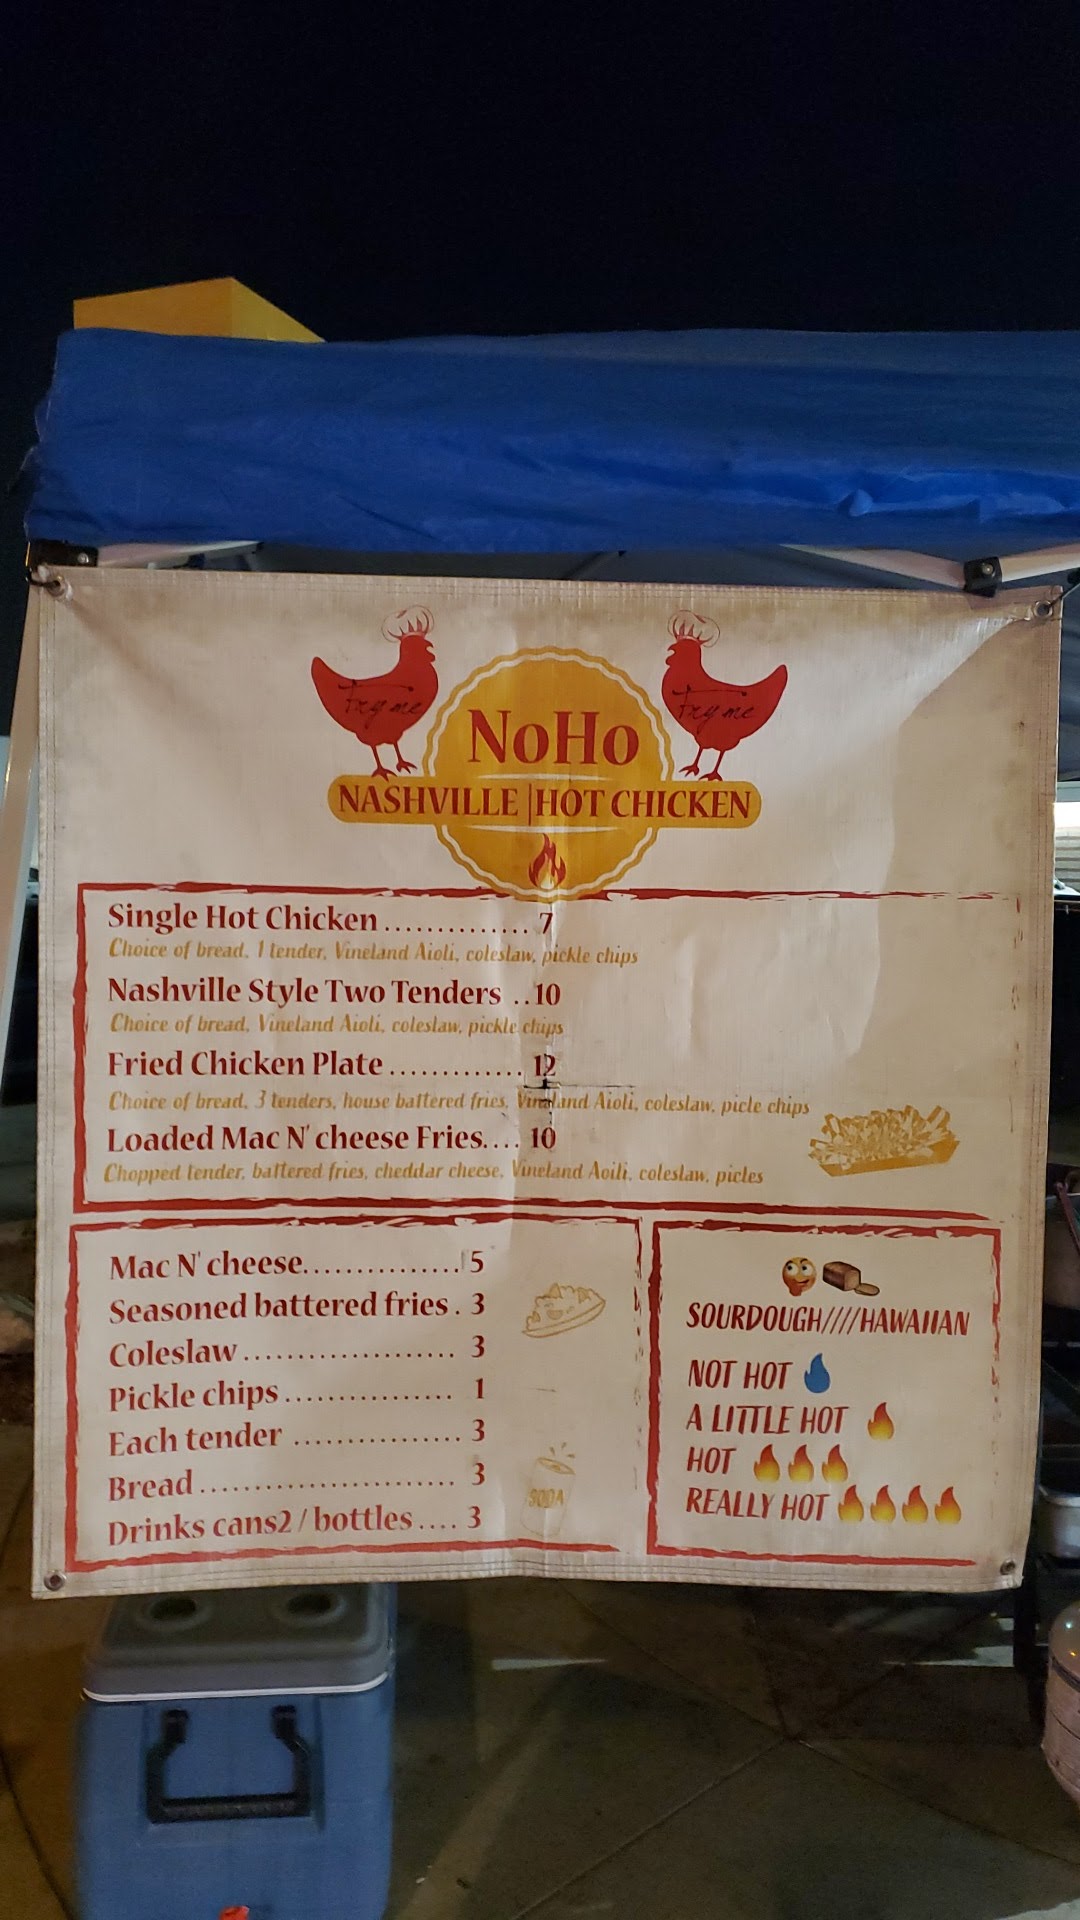 Fry me
Fry me
NoHo
NASHVILLE | HOT CHICKEN
Single Hot Chicken .............. 7
Choice of bread, 1 tender, Vineland Aioli, coleslaw, pickle chips
Nashville Style Two Tenders .. 10
Choice of bread, Vineland Aioli, coleslaw, pickle chips
Fried Chicken Plate ............. 12
Choice of bread, 3 tenders, house battered fries, Vineland Aioli, coleslaw, picle chips
Loaded Mac N' cheese Fries.... 10
Chopped tender, battered fries, cheddar cheese, Vineland Aoili, coleslaw, picles
Mac N' cheese............... 5
Seasoned battered fries . 3
Coleslaw .................... 3
Pickle chips ................ 1
Each tender ................ 3
Bread ........................ 3
Drinks cans2 / bottles .... 3
SODA
SOURDOUGH////HAWAIIAN
NOT HOT
A LITTLE HOT
HOT
REALLY HOT